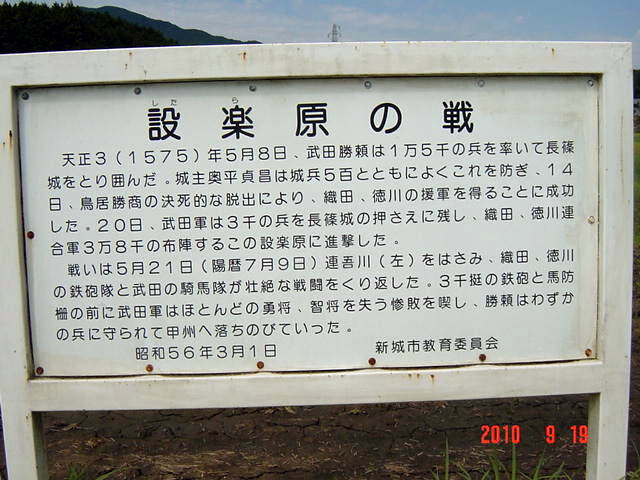 設楽原の戦
したら
天正3（1575）年5月8日、武田勝頼は1万5千の兵を率いて長篠
城をとり囲んだ。城主奥平貞昌は城兵5百とともによくこれを防ぎ、14
日、鳥居勝商の決死的な脱出により、織田、徳川の援軍を得ることに成功
した。20日、武田軍は3千の兵を長篠城の押さえに残し、織田、徳川連
合軍3万8千の布陣するこの設楽原に進撃した。
戦いは5月21日（陽暦7月9日）連吾川（左）をはさみ、織田、徳川
の鉄砲隊と武田の騎馬隊が壮絶な戦闘をくり返した。3千挺の鉄砲と馬防
柵の前に武田軍はほとんどの勇将、智将を失う惨敗を喫し、勝頼はわずか
の兵に守られて甲州へ落ちのびていった。
昭和56年3月1日　新城市教育委員会
2010 9 19